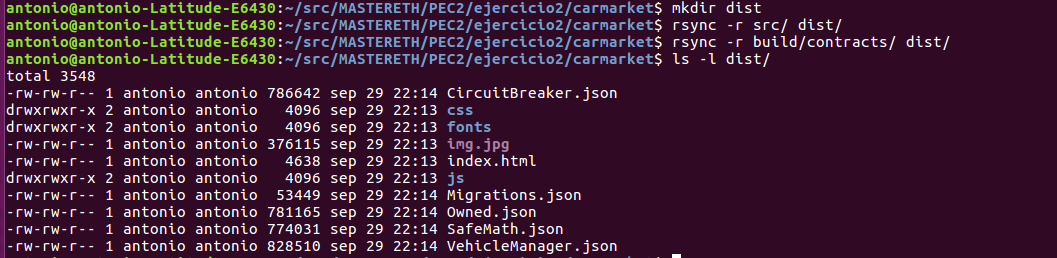 antonio@antonio-Latitude-E6430:~/src/MASTERETH/PEC2/ejercicio2/carmarket$ mkdir dist
antonio@antonio-Latitude-E6430:~/src/MASTERETH/PEC2/ejercicio2/carmarket$ rsync -r src/ dist/
antonio@antonio-Latitude-E6430:~/src/MASTERETH/PEC2/ejercicio2/carmarket$ rsync -r build/contracts/ dist/
antonio@antonio-Latitude-E6430:~/src/MASTERETH/PEC2/ejercicio2/carmarket$ ls -l dist/
total 3548
-rw-rw-r-- 1 antonio antonio 786642 sep 29 22:14 CircuitBreaker.json
drwxrwxr-x 2 antonio antonio   4096 sep 29 22:13 css
drwxrwxr-x 2 antonio antonio   4096 sep 29 22:13 fonts
-rw-rw-r-- 1 antonio antonio 376115 sep 29 22:13 img.jpg
-rw-rw-r-- 1 antonio antonio   4638 sep 29 22:13 index.html
drwxrwxr-x 2 antonio antonio   4096 sep 29 22:13 js
-rw-rw-r-- 1 antonio antonio  53449 sep 29 22:14 Migrations.json
-rw-rw-r-- 1 antonio antonio 781165 sep 29 22:14 Owned.json
-rw-rw-r-- 1 antonio antonio 774031 sep 29 22:14 SafeMath.json
-rw-rw-r-- 1 antonio antonio 828510 sep 29 22:14 VehicleManager.json